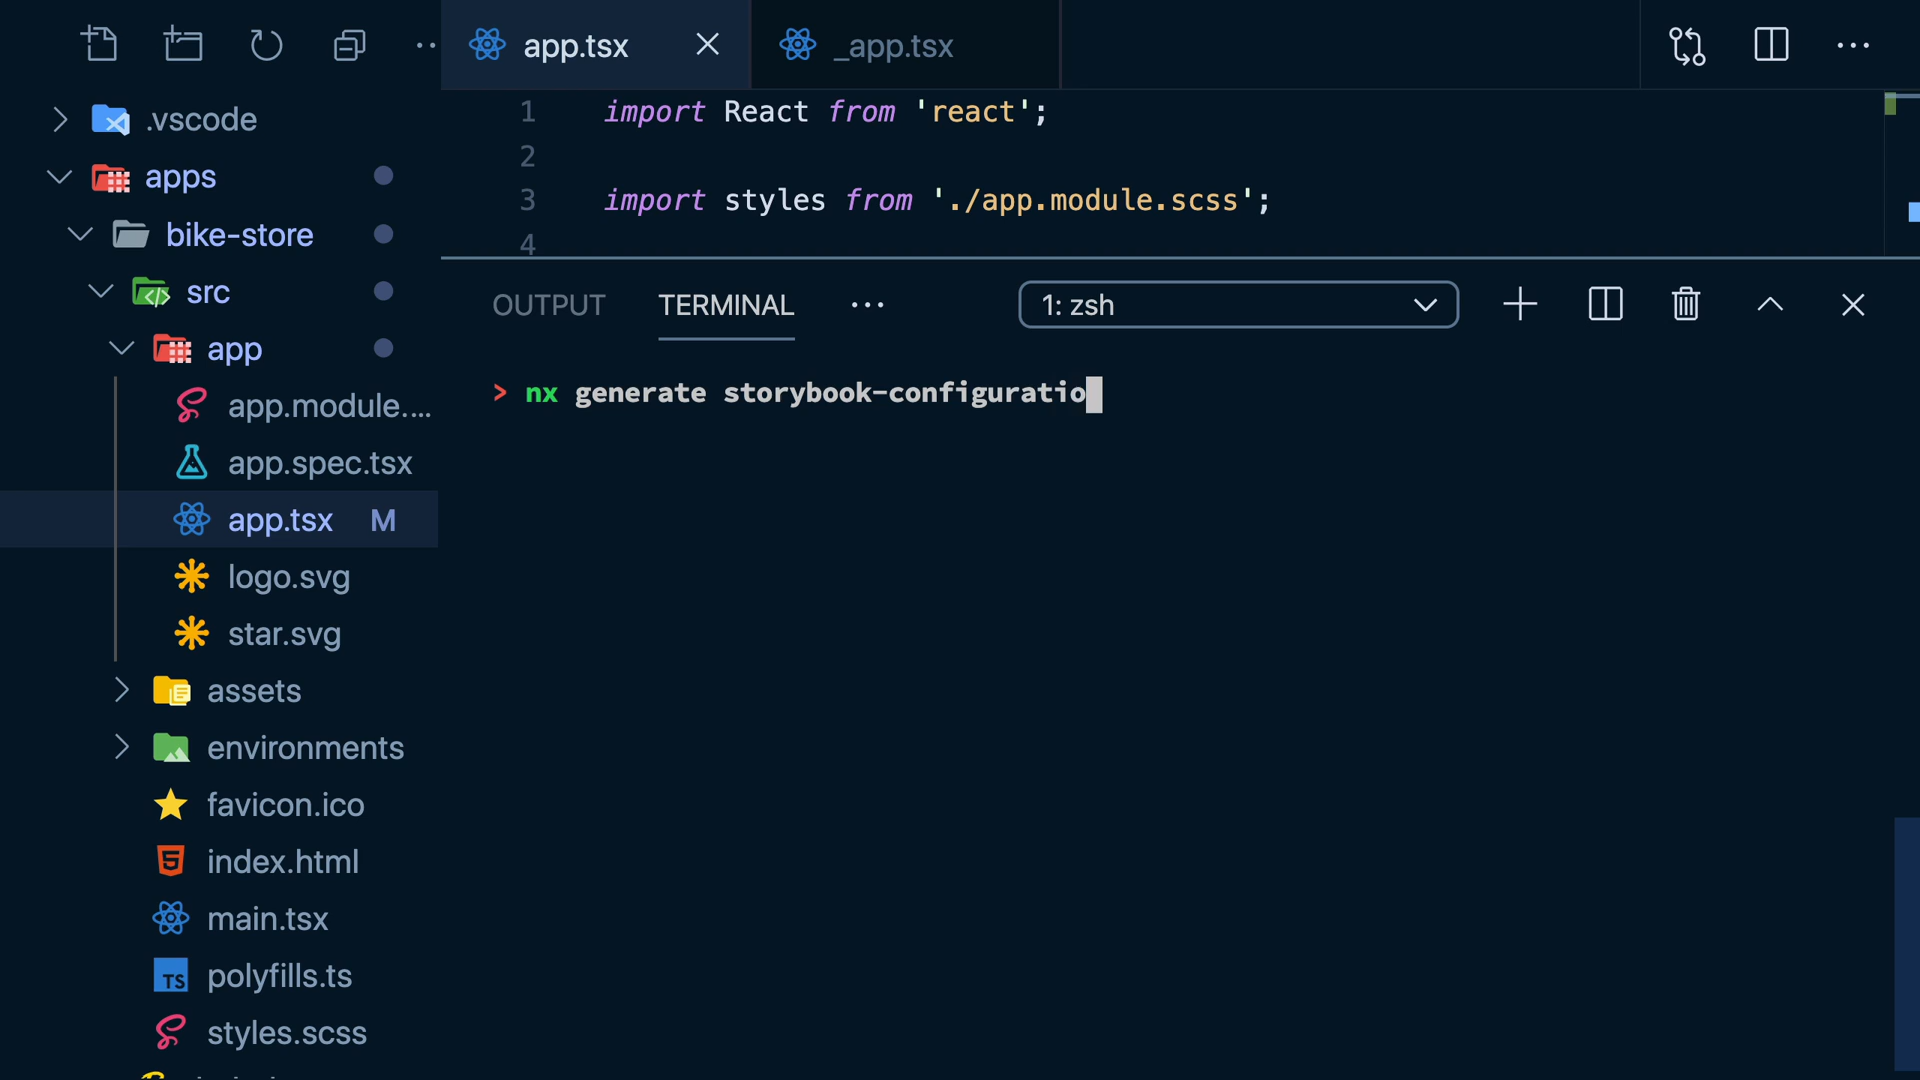 app.tsx
_app.tsx
.vscode
apps
bike-store
src
app
app.module....
app.spec.tsx
app.tsx M
logo.svg
star.svg
assets
environments
favicon.ico
index.html
main.tsx
TS polyfills.ts
styles.scss
1 import React from 'react';
2
3 import styles from './app.module.scss';
4
OUTPUT TERMINAL
1: zsh
> nx generate storybook-configuratio